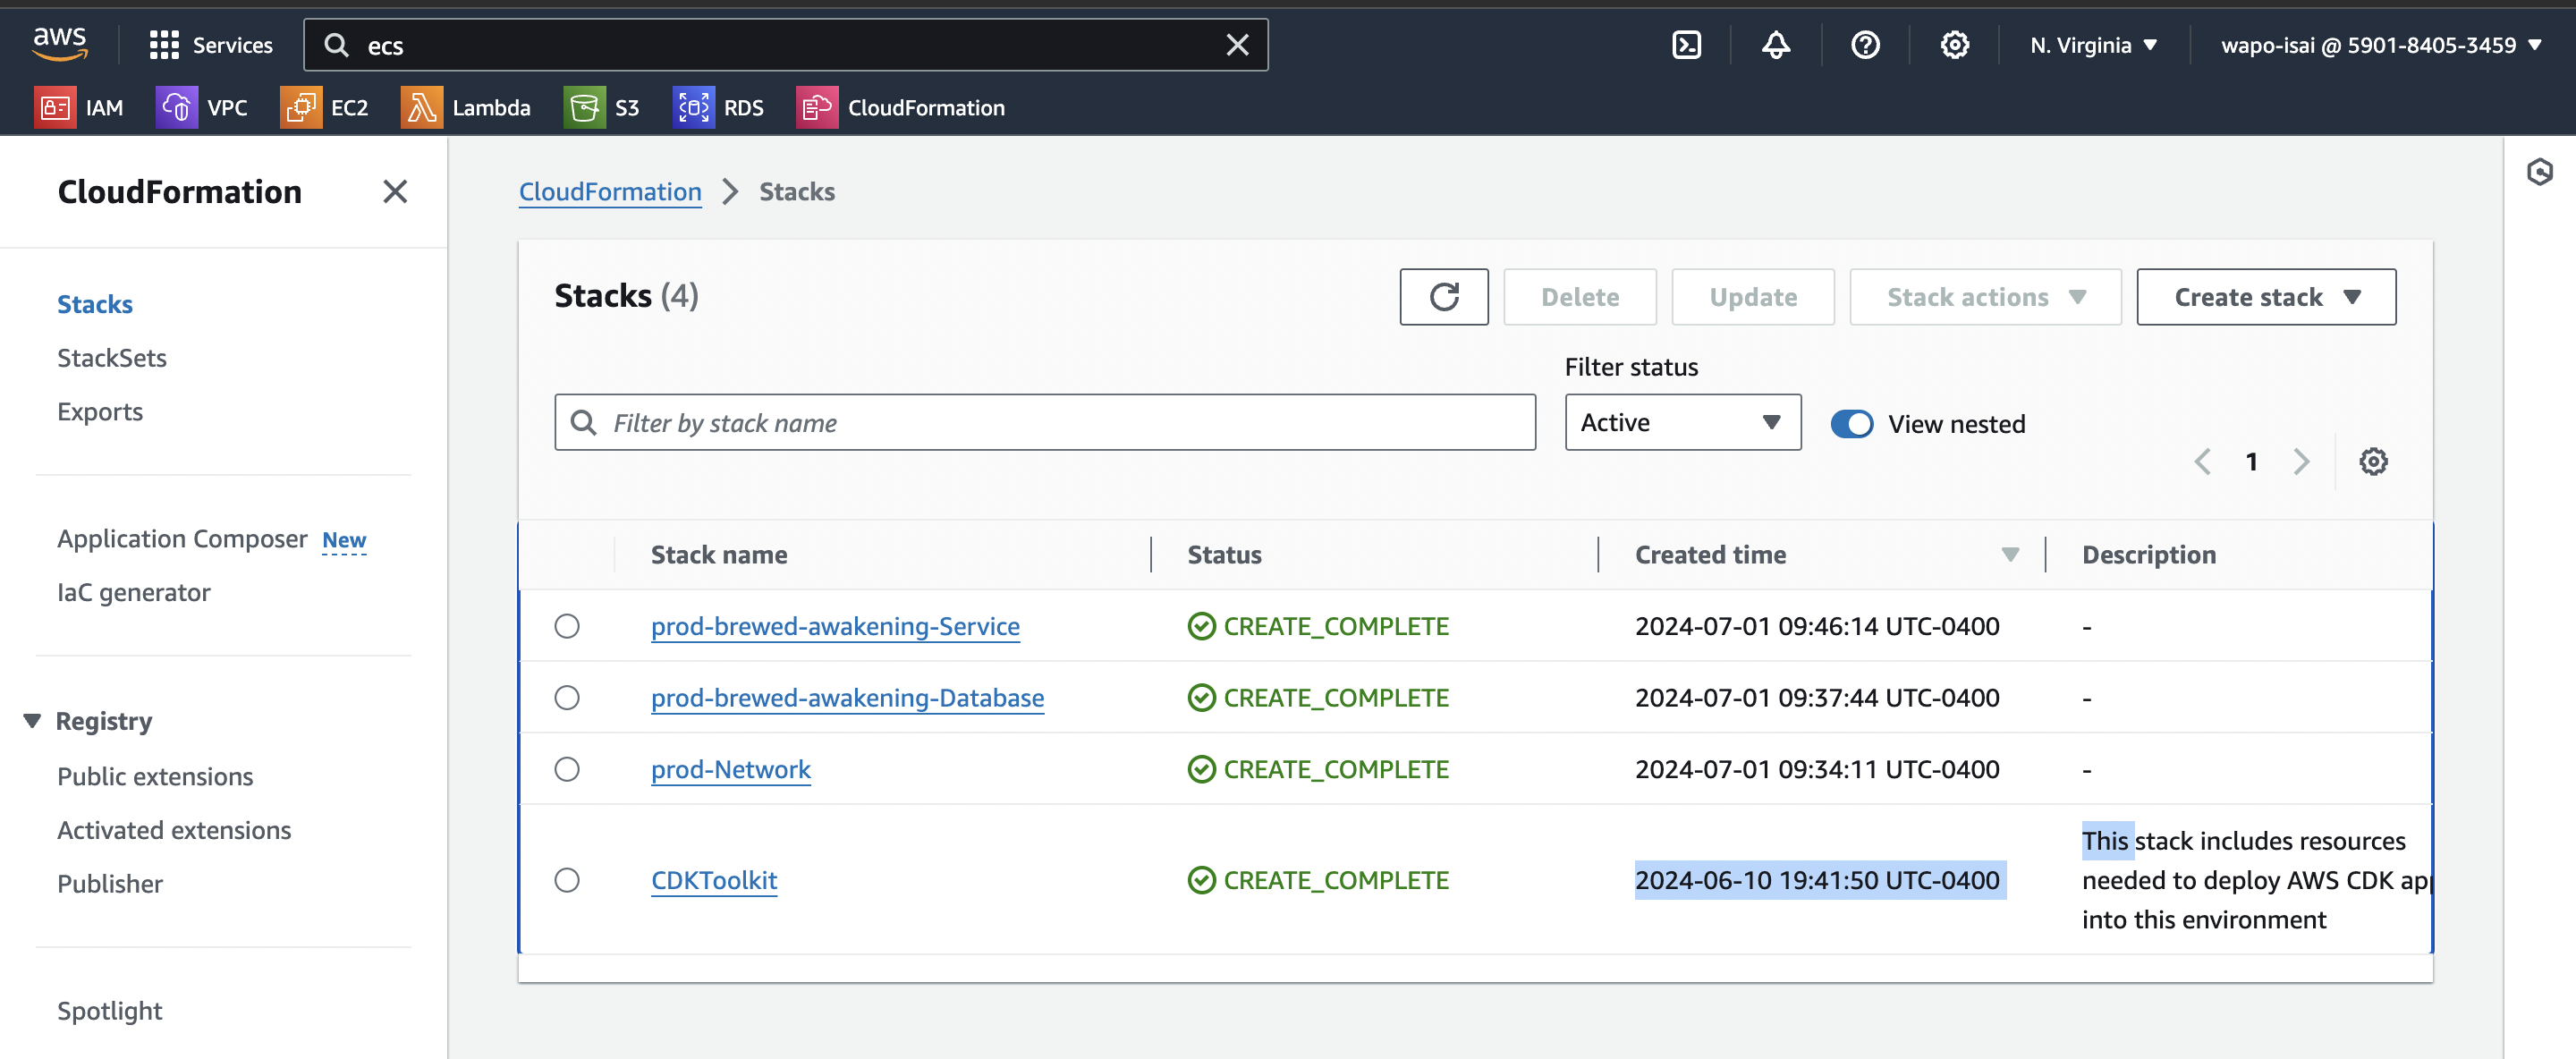 aws
Services
ecs
N. Virginia
wapo-isai @ 5901-8405-3459
IAM
VPC
EC2
Lambda
S3
RDS
CloudFormation
CloudFormation
Stacks
StackSets
Exports
Application Composer New
IaC generator
Registry
Public extensions
Activated extensions
Publisher
Spotlight
CloudFormation > Stacks
Stacks (4)
Delete
Update
Stack actions
Create stack
Filter status
Filter by stack name
Active
View nested
1
Stack name Status Created time Description
prod-brewed-awakening-Service CREATE_COMPLETE 2024-07-01 09:46:14 UTC-0400 -
prod-brewed-awakening-Database CREATE_COMPLETE 2024-07-01 09:37:44 UTC-0400 -
prod-Network CREATE_COMPLETE 2024-07-01 09:34:11 UTC-0400 -
CDKToolkit CREATE_COMPLETE 2024-06-10 19:41:50 UTC-0400
This stack includes resources
needed to deploy AWS CDK app
into this environment